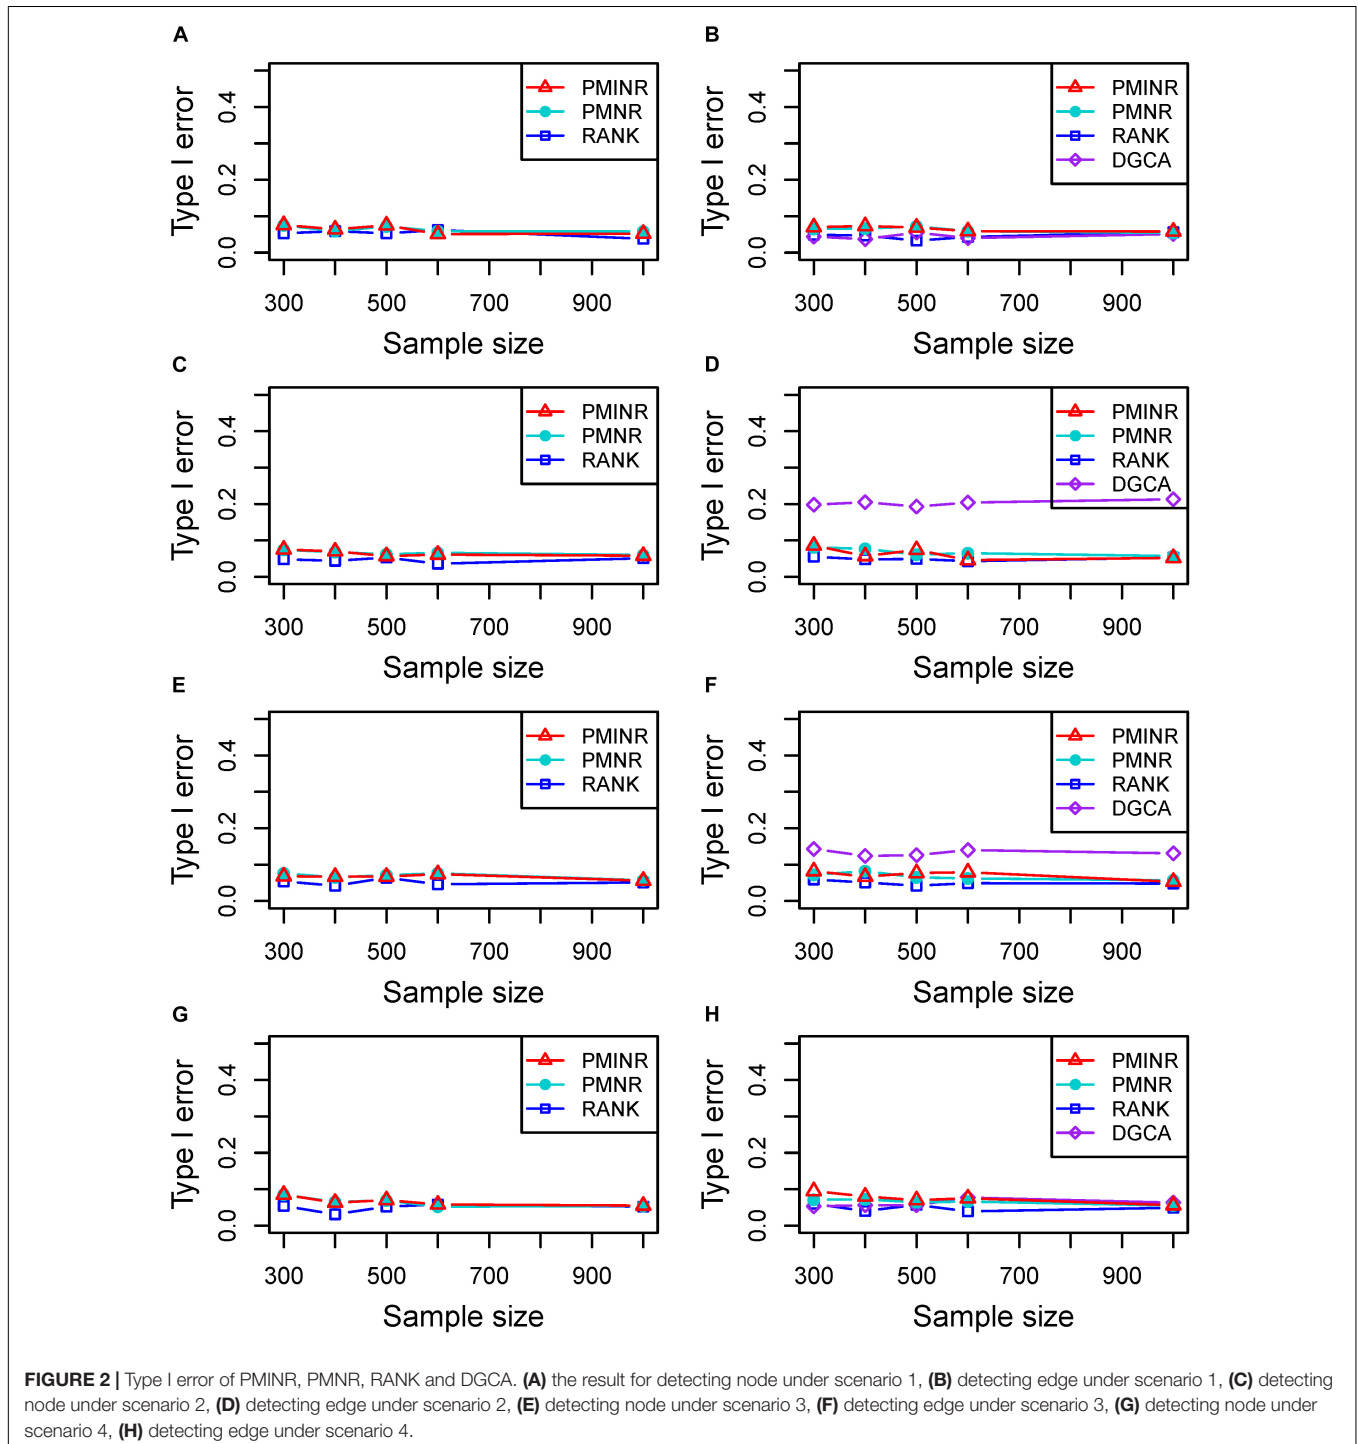 A
Type I error
0.0 0.2 0.4
PMINR
PMNR
RANK
300 500 700 900
Sample size
B
Type I error
0.0 0.2 0.4
PMINR
PMNR
RANK
DGCA
300 500 700 900
Sample size
C
Type I error
0.0 0.2 0.4
PMINR
PMNR
RANK
300 500 700 900
Sample size
D
Type I error
0.0 0.2 0.4
PMINR
PMNR
RANK
DGCA
300 500 700 900
Sample size
E
Type I error
0.0 0.2 0.4
PMINR
PMNR
RANK
300 500 700 900
Sample size
F
Type I error
0.0 0.2 0.4
PMINR
PMNR
RANK
DGCA
300 500 700 900
Sample size
G
Type I error
0.0 0.2 0.4
PMINR
PMNR
RANK
300 500 700 900
Sample size
H
Type I error
0.0 0.2 0.4
PMINR
PMNR
RANK
DGCA
300 500 700 900
Sample size
FIGURE 2 | Type I error of PMINR, PMNR, RANK and DGCA. (A) the result for detecting node under scenario 1, (B) detecting edge under scenario 1, (C) detecting
node under scenario 2, (D) detecting edge under scenario 2, (E) detecting node under scenario 3, (F) detecting edge under scenario 3, (G) detecting node under
scenario 4, (H) detecting edge under scenario 4.